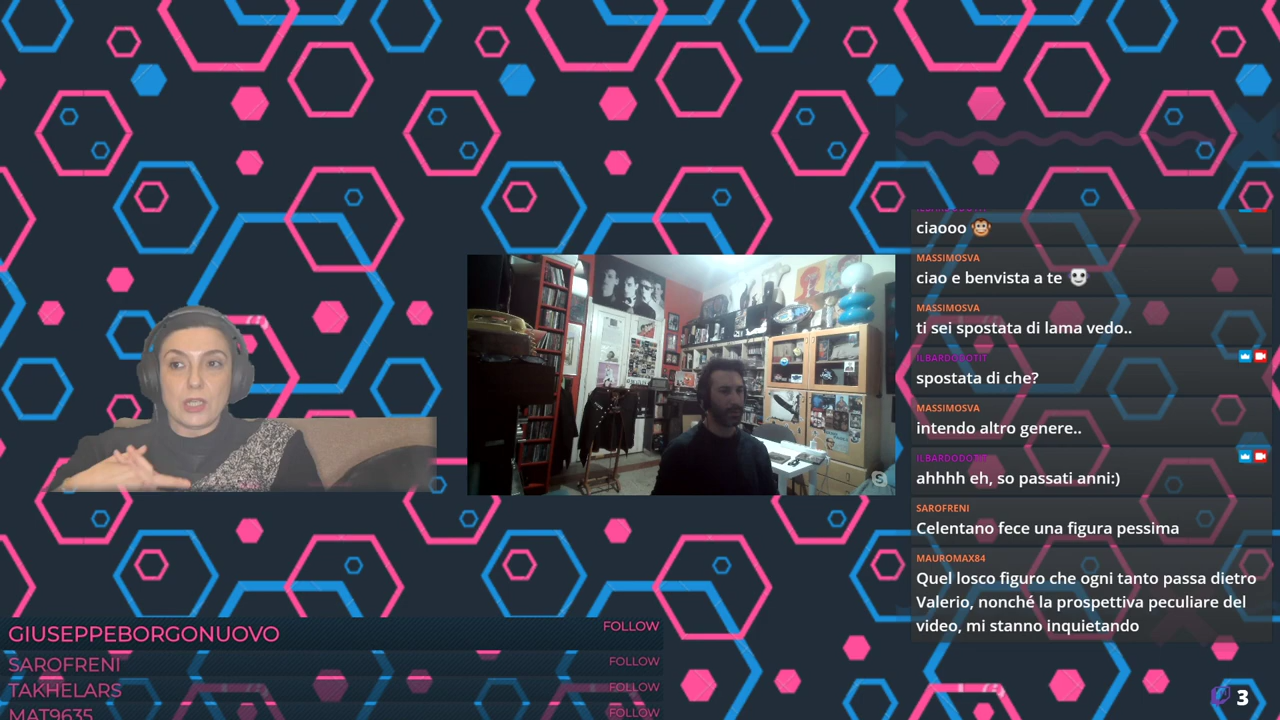 ciaooo
MASSIMOSVA
ciao e benvista a te
MASSIMOSVA
ti sei spostata di lama vedo..
ILBARDODOTIT
spostata di che?
MASSIMOSVA
intendo altro genere..
ILBARDODOTIT
ahhhh eh, so passati anni:)
SAROFRENI
Celentano fece una figura pessima
MAUROMAX84
Quel losco figuro che ogni tanto passa dietro
Valerio, nonché la prospettiva peculiare del
video, mi stanno inquietando
GIUSEPPEBORGONUOVO FOLLOW
SAROFRENI FOLLOW
TAKHELARS FOLLOW
MAT9635 FOLLOW
3